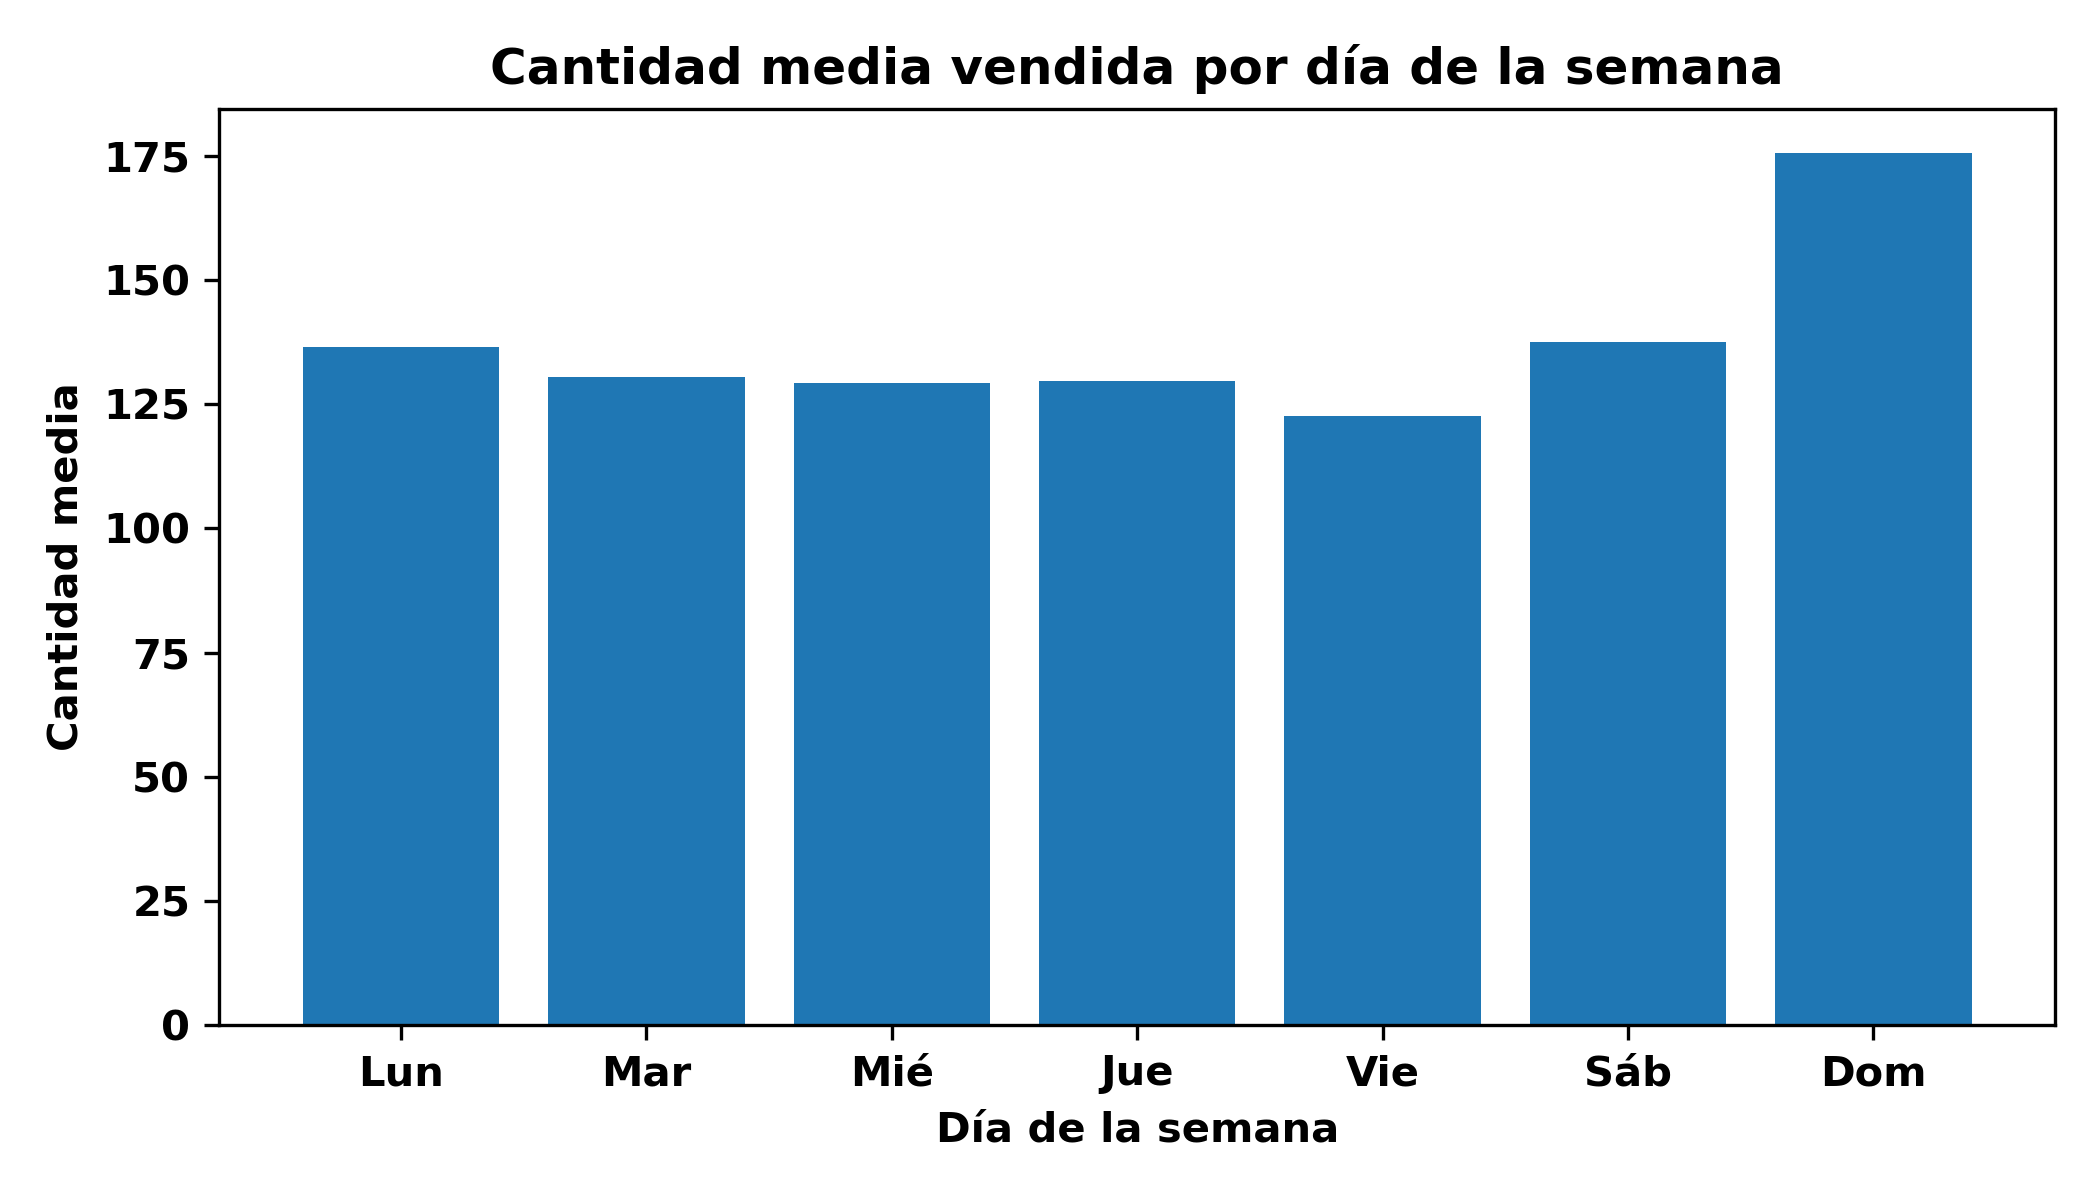 Cantidad media vendida por día de la semana
Cantidad media
175
150
125
100
75
50
25
0
Lun Mar Mié Jue Vie Sáb Dom
Día de la semana